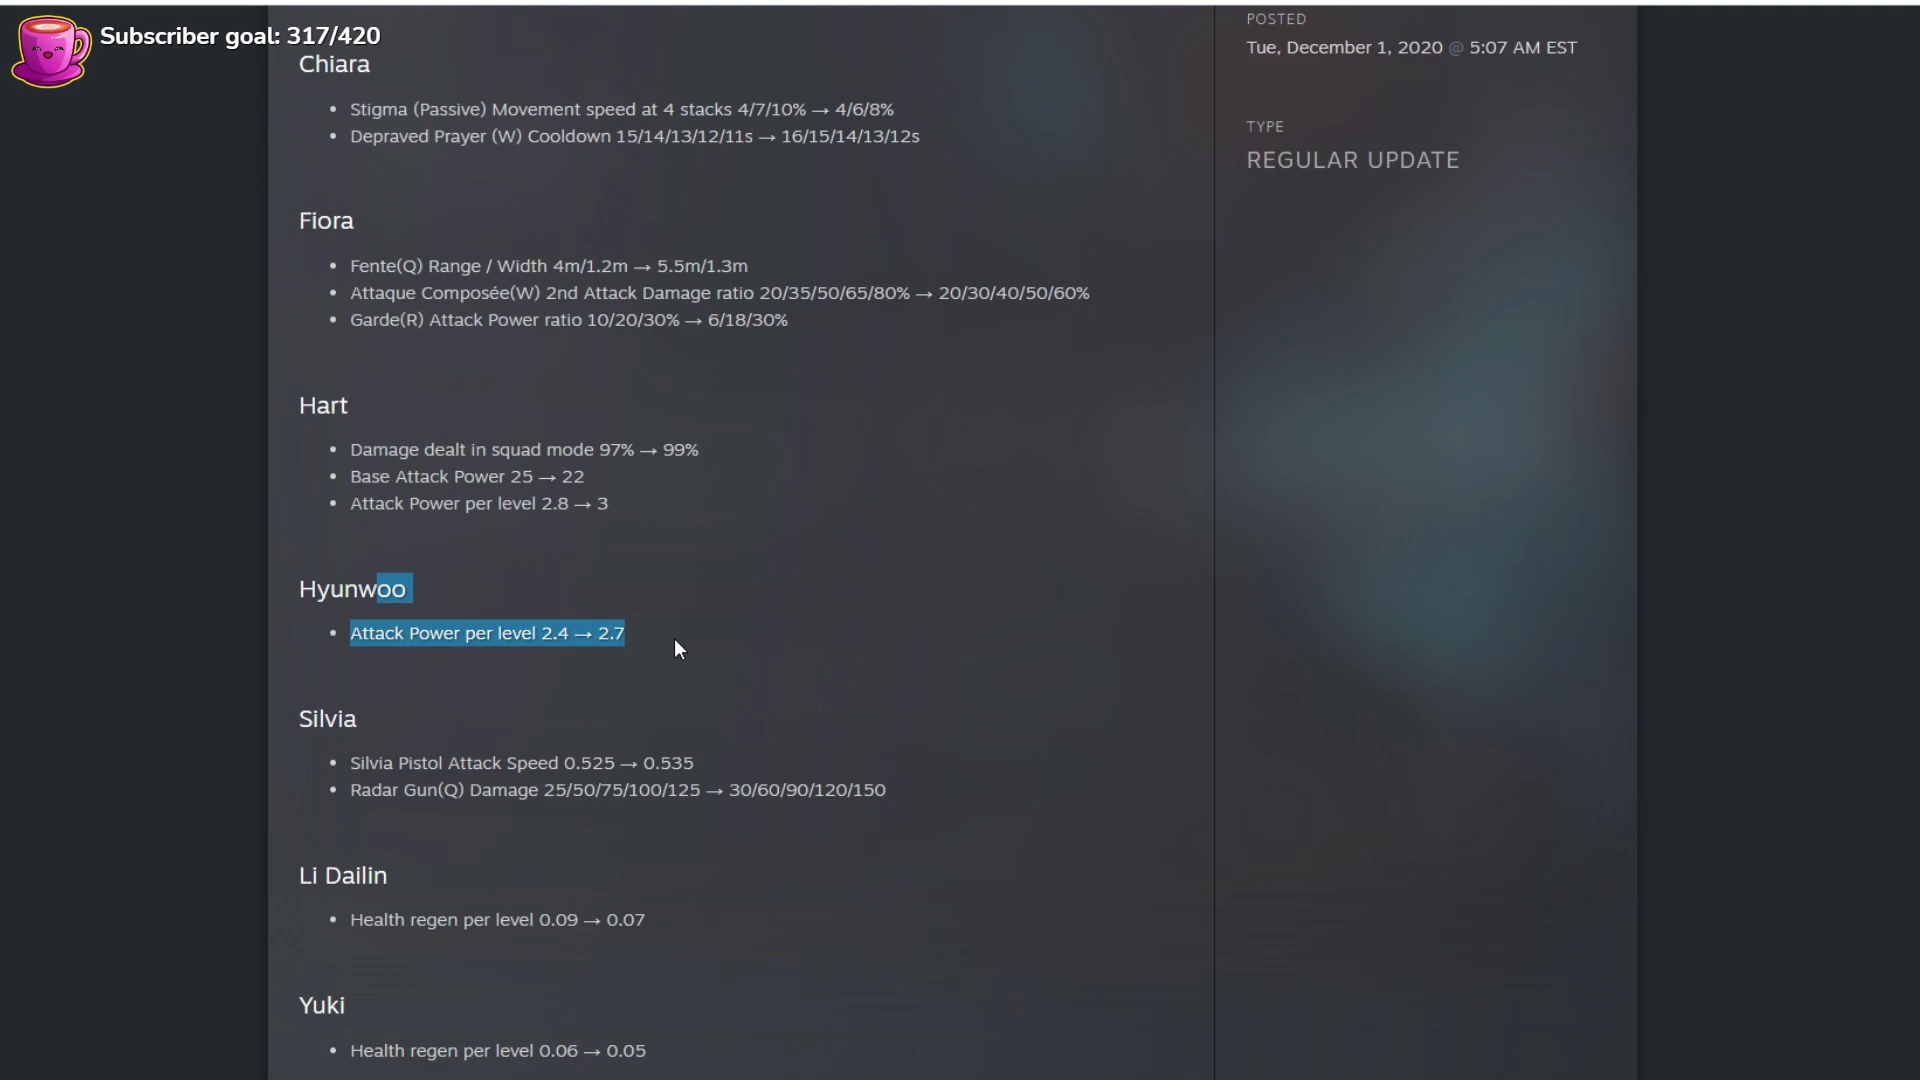 Subscriber goal: 317/420
POSTED
Tue, December 1, 2020 @ 5:07 AM EST
TYPE
REGULAR UPDATE
Chiara
• Stigma (Passive) Movement speed at 4 stacks 4/7/10% → 4/6/8%
• Depraved Prayer (W) Cooldown 15/14/13/12/11s → 16/15/14/13/12s
Fiora
• Fente(Q) Range / Width 4m/1.2m → 5.5m/1.3m
• Attaque Composée(W) 2nd Attack Damage ratio 20/35/50/65/80% → 20/30/40/50/60%
• Garde(R) Attack Power ratio 10/20/30% → 6/18/30%
Hart
• Damage dealt in squad mode 97% → 99%
• Base Attack Power 25 → 22
• Attack Power per level 2.8 → 3
Hyunwoo
• Attack Power per level 2.4 → 2.7
Silvia
• Silvia Pistol Attack Speed 0.525 → 0.535
• Radar Gun(Q) Damage 25/50/75/100/125 → 30/60/90/120/150
Li Dailin
• Health regen per level 0.09 → 0.07
Yuki
• Health regen per level 0.06 → 0.05